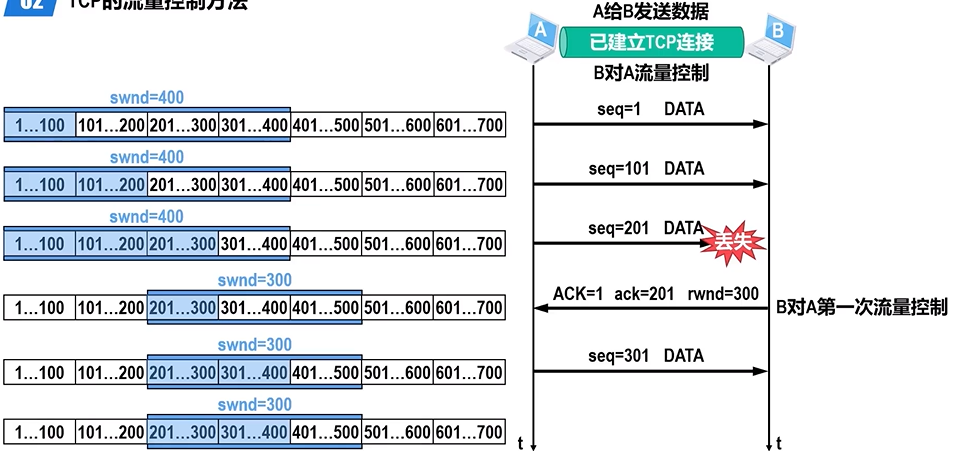 02 TCP的流量控制方法
A给B发送数据
A 已建立TCP连接 B
B对A流量控制
swnd=400
1...100 101...200 201...300 301...400 401...500 501...600 601...700
seq=1 DATA
swnd=400
1...100 101...200 201...300 301...400 401...500 501...600 601...700
seq=101 DATA
swnd=400
1...100 101...200 201...300 301...400 401...500 501...600 601...700
seq=201 DATA 丢失
swnd=300
1...100 101...200 201...300 301...400 401...500 501...600 601...700
ACK=1 ack=201 rwnd=300
B对A第一次流量控制
swnd=300
1...100 101...200 201...300 301...400 401...500 501...600 601...700
seq=301 DATA
swnd=300
1...100 101...200 201...300 301...400 401...500 501...600 601...700
t t